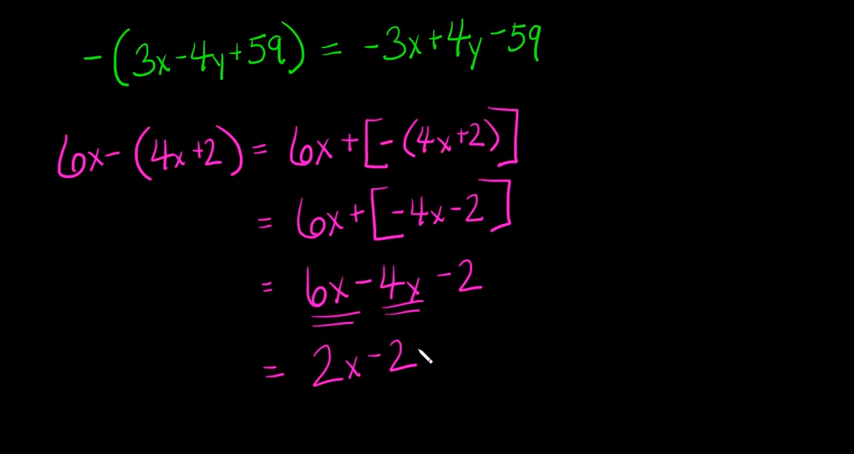 -(3x-4y+59) = -3x+4y-59
6x-(4x+2) = 6x+[-(4x+2)]
= 6x+[-4x-2]
= 6x-4x-2
= 2x-2